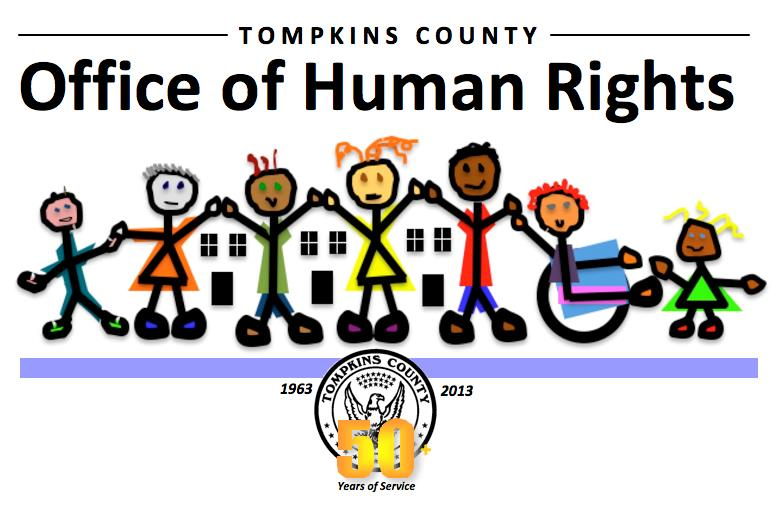 TOMPKINS COUNTY
Office of Human Rights
1963
TOMPKINS COUNTY
2013
50+
Years of Service